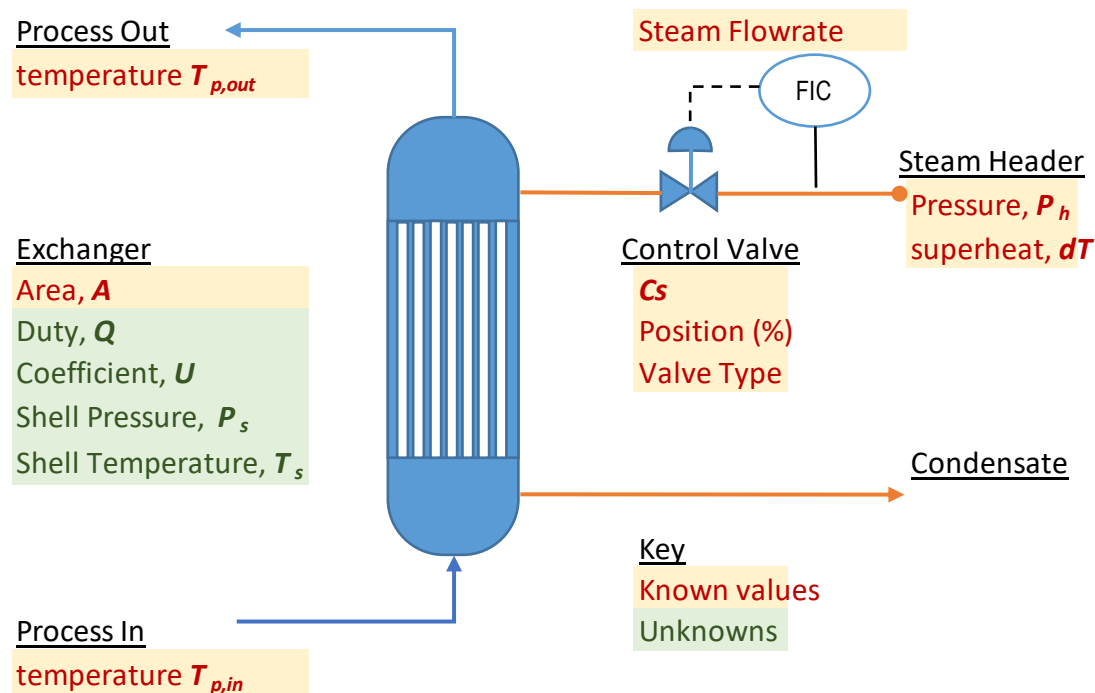 Process Out
temperature T p,out
Steam Flowrate
FIC
Steam Header
Pressure, P h
superheat, dT
Exchanger
Area, A
Duty, Q
Coefficient, U
Shell Pressure, P s
Shell Temperature, T s
Control Valve
Cs
Position (%)
Valve Type
Condensate
Key
Known values
Unknowns
Process In
temperature T p,in